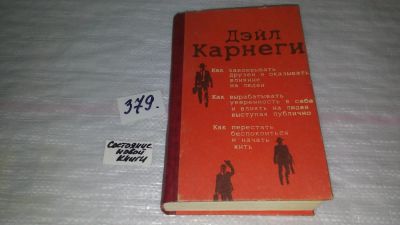 379.
Состояние
новой
книги
Дэйл
Карнеги
Как завоевывать
друзей и оказывать
влияние
на людей
Как вырабатывать
уверенность в себе
и влиять на людей
выступая публично
Как перестать
беспокоиться
и начать
жить